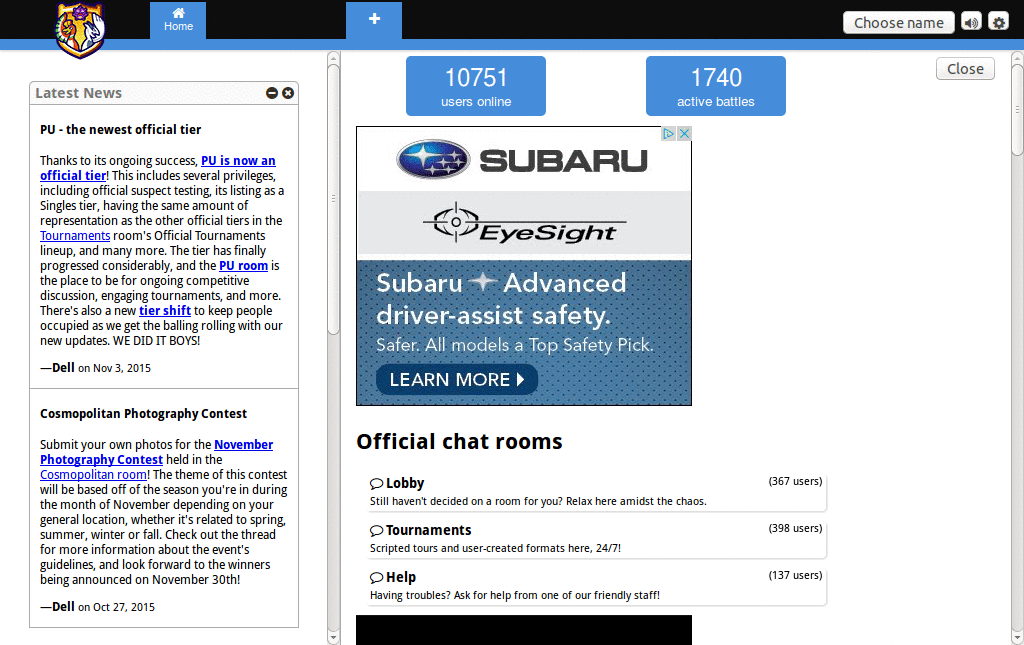 Home
+
Choose name
Latest News
PU - the newest official tier
Thanks to its ongoing success, PU is now an
official tier! This includes several privileges,
including official suspect testing, its listing as a
Singles tier, having the same amount of
representation as the other official tiers in the
Tournaments room's Official Tournaments
lineup, and many more. The tier has finally
progressed considerably, and the PU room is
the place to be for ongoing competitive
discussion, engaging tournaments, and more.
There's also a new tier shift to keep people
occupied as we get the balling rolling with our
new updates. WE DID IT BOYS!
—Dell on Nov 3, 2015
Cosmopolitan Photography Contest
Submit your own photos for the November
Photography Contest held in the
Cosmopolitan room! The theme of this contest
will be based off of the season you're in during
the month of November depending on your
general location, whether it's related to spring,
summer, winter or fall. Check out the thread
for more information about the event's
guidelines, and look forward to the winners
being announced on November 30th!
—Dell on Oct 27, 2015
10751
users online
1740
active battles
Close
SUBARU
EyeSight
Subaru Advanced
driver-assist safety.
Safer. All models a Top Safety Pick.
LEARN MORE
Official chat rooms
Lobby (367 users)
Still haven't decided on a room for you? Relax here amidst the chaos.
Tournaments (398 users)
Scripted tours and user-created formats here, 24/7!
Help (137 users)
Having troubles? Ask for help from one of our friendly staff!